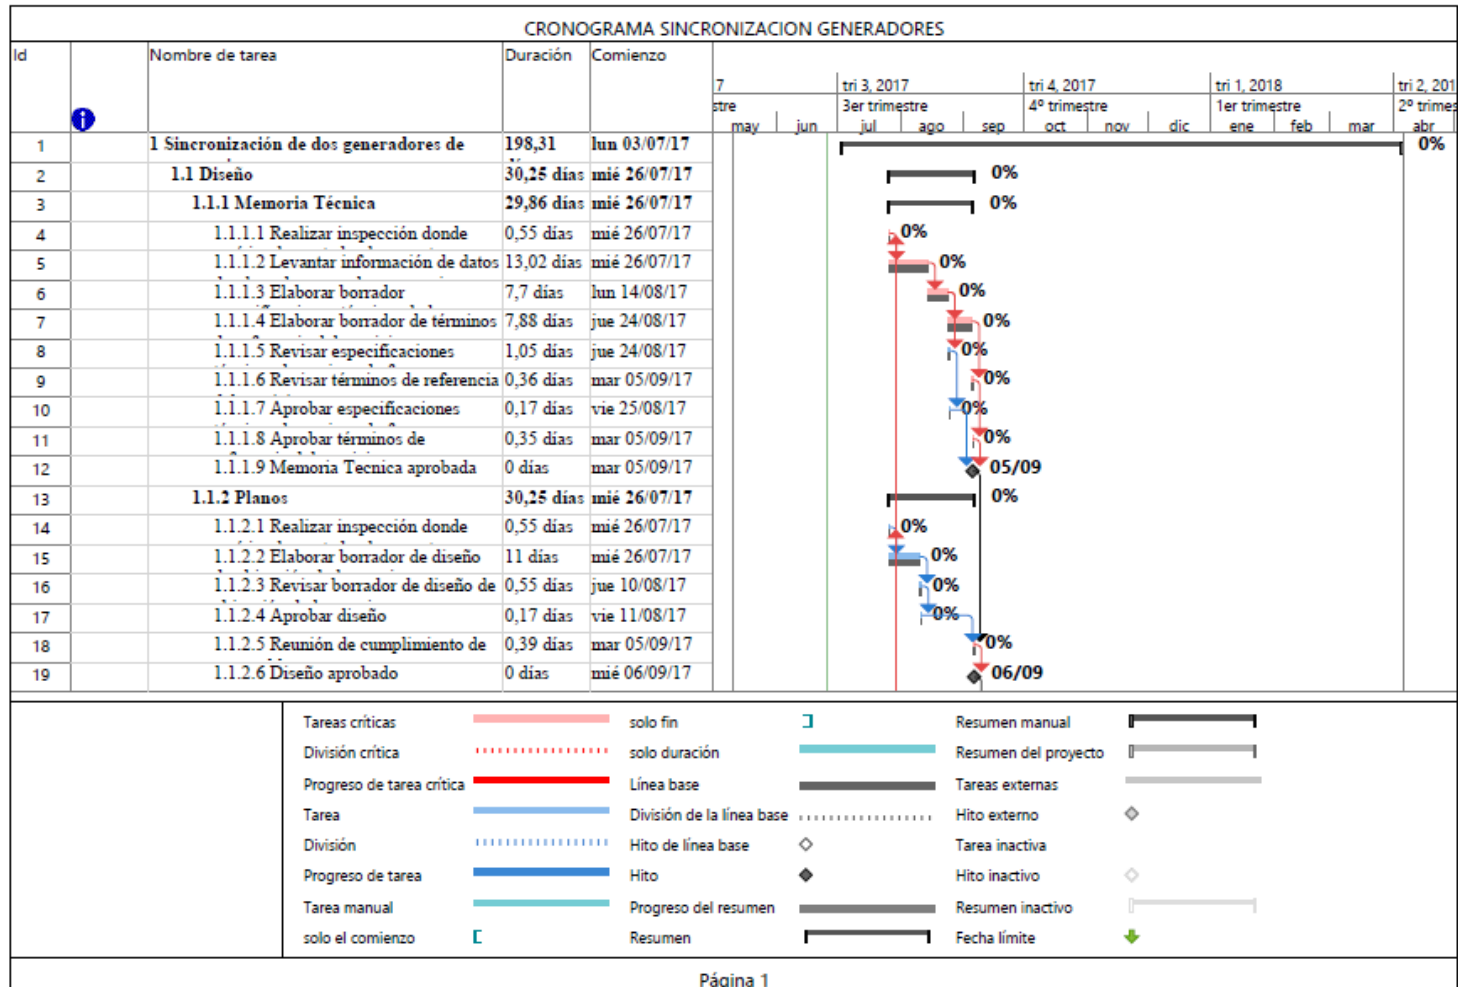 CRONOGRAMA SINCRONIZACION GENERADORES
Id Nombre de tarea Duración Comienzo
7 tri 3, 2017 tri 4, 2017 tri 1, 2018 tri 2, 201
stre 3er trimestre 4º trimestre 1er trimestre 2º trimes
may jun jul ago sep oct nov dic ene feb mar abr
1 1 Sincronización de dos generadores de 198,31 lun 03/07/17 0%
2 1.1 Diseño 30,25 días mié 26/07/17 0%
3 1.1.1 Memoria Técnica 29,86 días mié 26/07/17 0%
4 1.1.1.1 Realizar inspección donde 0,55 días mié 26/07/17 0%
5 1.1.1.2 Levantar información de datos 13,02 días mié 26/07/17 0%
6 1.1.1.3 Elaborar borrador 7,7 días lun 14/08/17 0%
7 1.1.1.4 Elaborar borrador de términos 7,88 días jue 24/08/17 0%
8 1.1.1.5 Revisar especificaciones 1,05 días jue 24/08/17 0%
9 1.1.1.6 Revisar términos de referencia 0,36 días mar 05/09/17 0%
10 1.1.1.7 Aprobar especificaciones 0,17 días vie 25/08/17 0%
11 1.1.1.8 Aprobar términos de 0,35 días mar 05/09/17 0%
12 1.1.1.9 Memoria Tecnica aprobada 0 días mar 05/09/17 05/09
13 1.1.2 Planos 30,25 días mié 26/07/17 0%
14 1.1.2.1 Realizar inspección donde 0,55 días mié 26/07/17 0%
15 1.1.2.2 Elaborar borrador de diseño 11 días mié 26/07/17 0%
16 1.1.2.3 Revisar borrador de diseño de 0,55 días jue 10/08/17 0%
17 1.1.2.4 Aprobar diseño 0,17 días vie 11/08/17 0%
18 1.1.2.5 Reunión de cumplimiento de 0,39 días mar 05/09/17 0%
19 1.1.2.6 Diseño aprobado 0 días mié 06/09/17 06/09
Tareas críticas solo fin Resumen manual
División crítica solo duración Resumen del proyecto
Progreso de tarea crítica Línea base Tareas externas
Tarea División de la línea base Hito externo
División Hito de línea base Tarea inactiva
Progreso de tarea Hito Hito inactivo
Tarea manual Progreso del resumen Resumen inactivo
solo el comienzo Resumen Fecha límite
Página 1